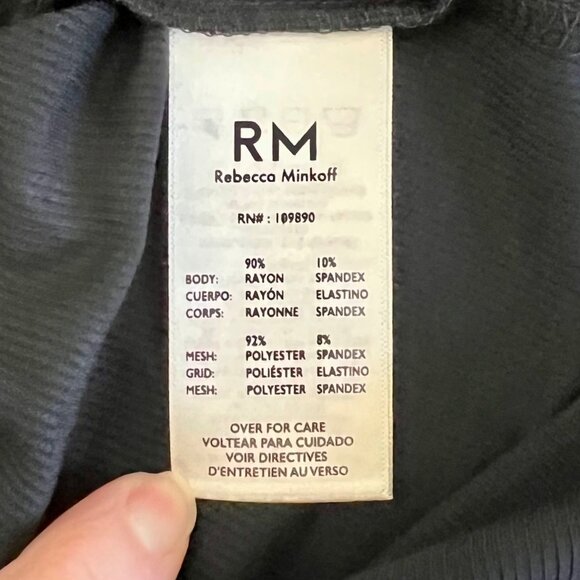 RM
Rebecca Minkoff
RN# : 109890
90% 10%
BODY: RAYON SPANDEX
CUERPO: RAYÓN ELASTINO
CORPS: RAYONNE SPANDEX
92% 8%
MESH: POLYESTER SPANDEX
GRID: POLIÉSTER ELASTINO
MESH: POLYESTER SPANDEX
OVER FOR CARE
VOLTEAR PARA CUIDADO
VOIR DIRECTIVES
D'ENTRETIEN AU VERSO